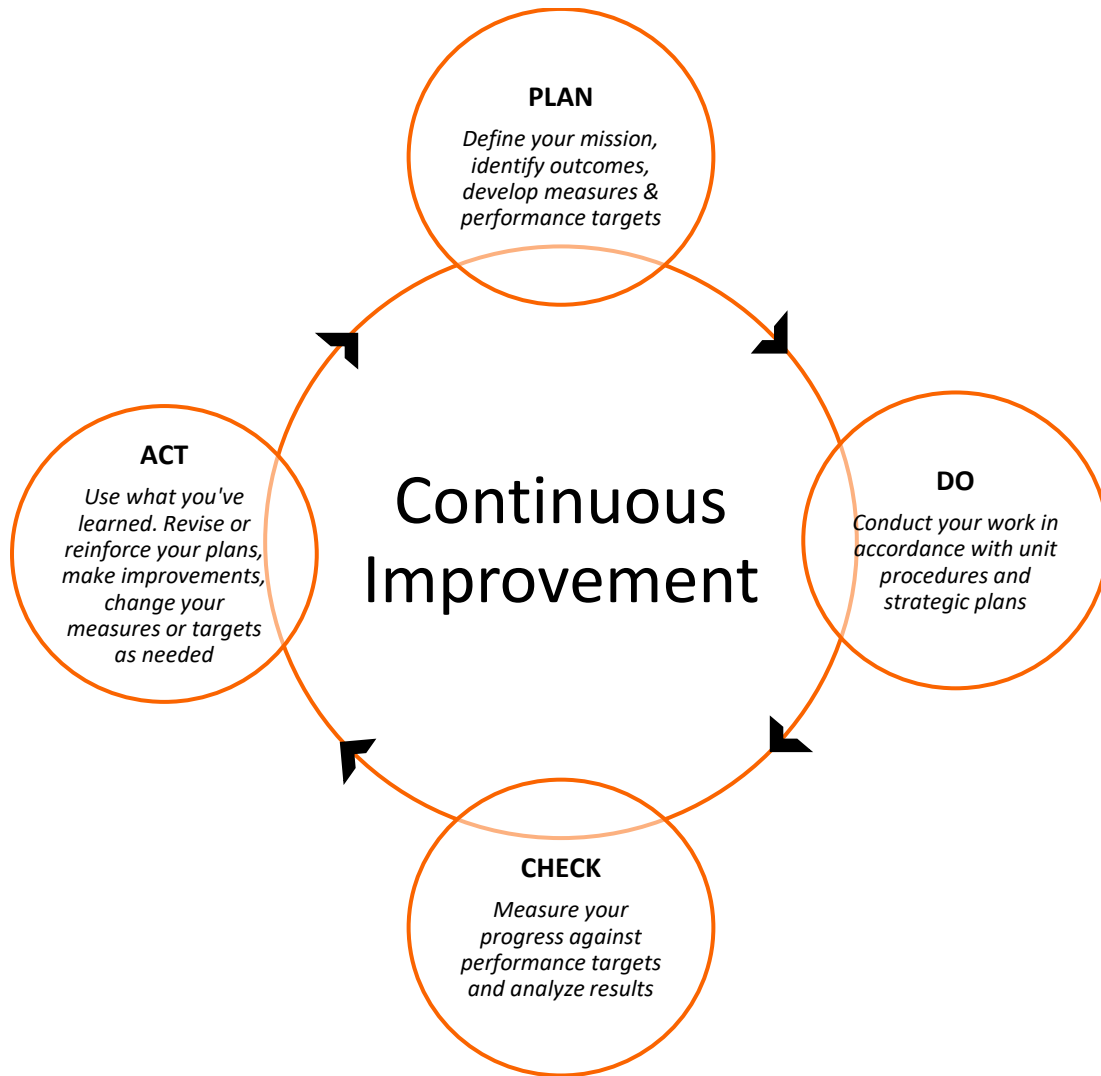 PLAN
Define your mission,
identify outcomes,
develop measures &
performance targets
ACT
Use what you've
learned. Revise or
reinforce your plans,
make improvements,
change your
measures or targets
as needed
Continuous
Improvement
DO
Conduct your work in
accordance with unit
procedures and
strategic plans
CHECK
Measure your
progress against
performance targets
and analyze results